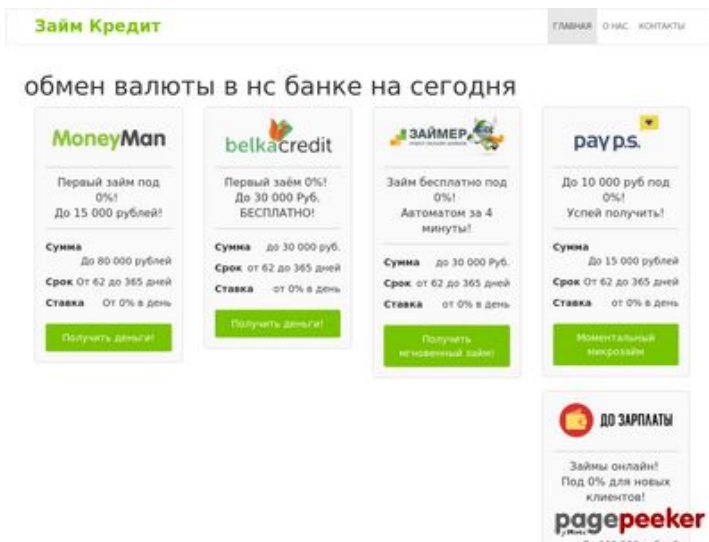 Займ Кредит
ГЛАВНАЯ О НАС КОНТАКТЫ
обмен валюты в нс банке на сегодня
MoneyMan
Первый займ под
0%!
До 15 000 рублей!
Сумма
До 80 000 рублей
Срок От 62 до 365 дней
Ставка От 0% в день
Получить деньги!
belkacredit
Первый заём 0%!
До 30 000 Руб.
БЕСПЛАТНО!
Сумма до 30 000 руб.
Срок от 62 до 365 дней
Ставка от 0% в день
Получить деньги!
ЗАЙМЕР
Займ бесплатно под
0%!
Автоматом за 4
минуты!
Сумма до 30 000 Руб.
Срок от 62 до 365 дней
Ставка от 0% в день
Получить
мгновенный займ!
pay p.s.
До 10 000 руб под
0%!
Успей получить!
Сумма
До 15 000 рублей
Срок От 62 до 365 дней
Ставка от 0% в день
Моментальный
микрозайм
ДО ЗАРПЛАТЫ
Займы онлайн!
Под 0% для новых
клиентов!
pagepeeker